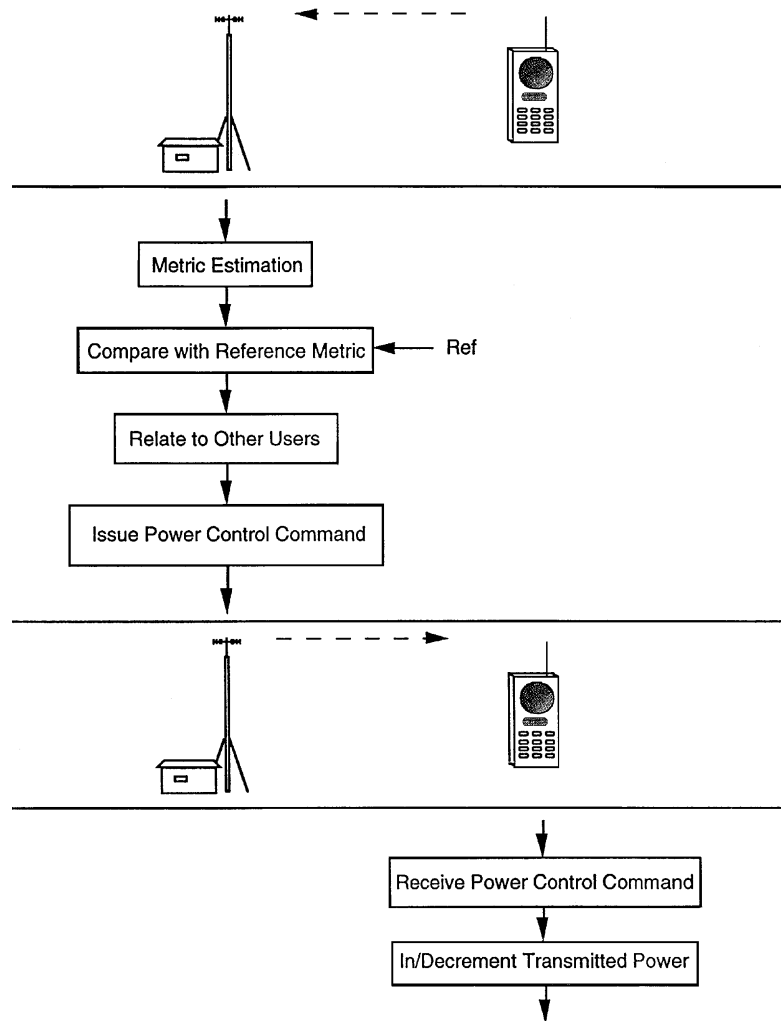 Metric Estimation
Compare with Reference Metric
Ref
Relate to Other Users
Issue Power Control Command
Receive Power Control Command
In/Decrement Transmitted Power